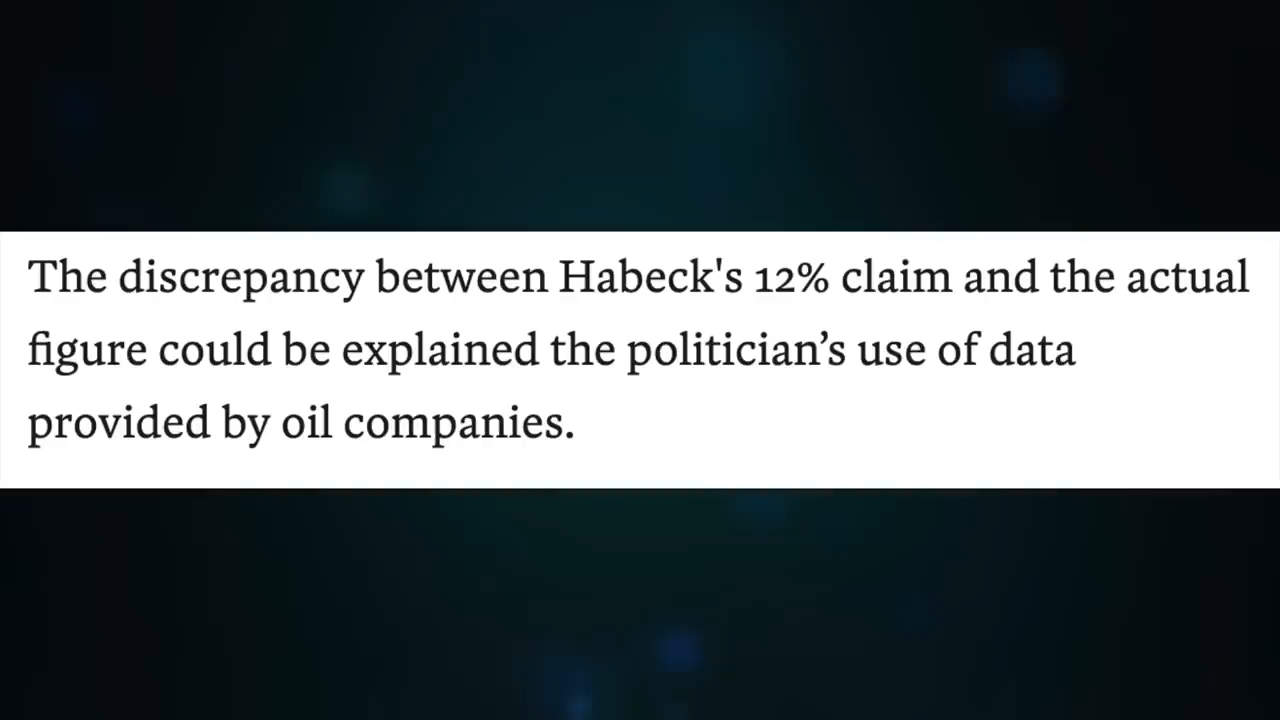 The discrepancy between Habeck's 12% claim and the actual
figure could be explained the politician’s use of data
provided by oil companies.